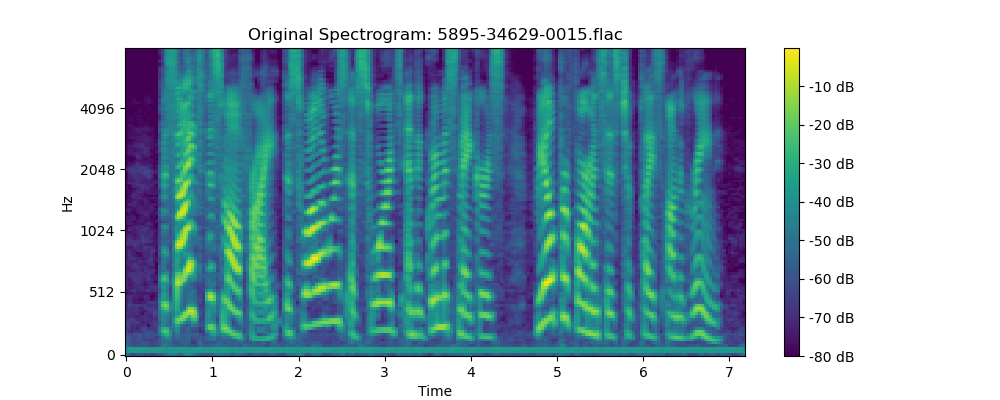 Original Spectrogram: 5895-34629-0015.flac
Hz
4096
2048
1024
512
0
0 1 2 3 4 5 6 7
Time
-10 dB
-20 dB
-30 dB
-40 dB
-50 dB
-60 dB
-70 dB
-80 dB